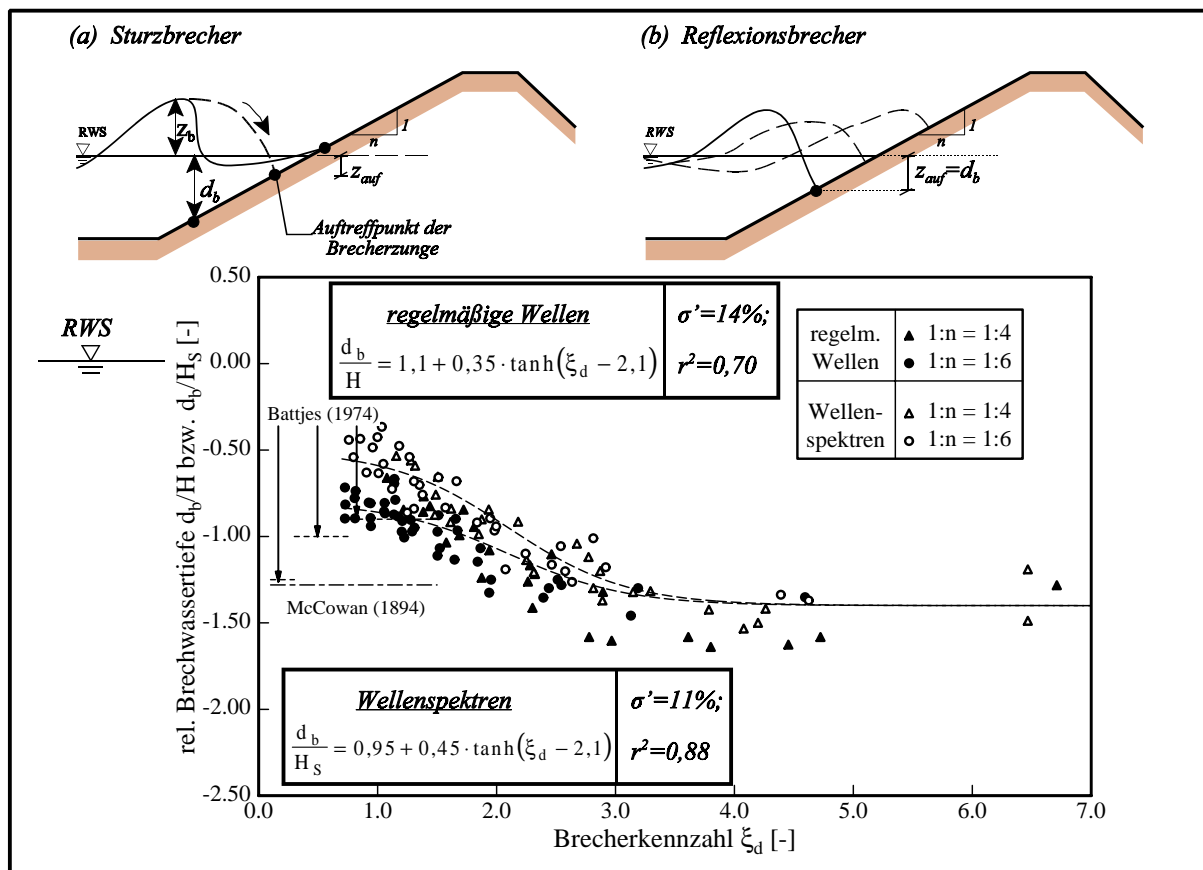 (a) Sturzbrecher
(b) Reflexionsbrecher
RWS
z_b
d_b
1
n
z_auf
Auftreffpunkt der
Brecherzunge
RWS
1
n
z_auf=d_b
RWS
rel. Brechwassertiefe d_b/H bzw. d_b/H_S [-]
0.50
0.00
-0.50
-1.00
-1.50
-2.00
-2.50
regelmäßige Wellen
d_b/H = 1,1 + 0,35 · tanh(ξ_d − 2,1)
σ'=14%;
r²=0,70
regelm.
Wellen
▲ 1:n = 1:4
● 1:n = 1:6
Wellen-
spektren
△ 1:n = 1:4
○ 1:n = 1:6
Battjes (1974)
McCowan (1894)
Wellenspektren
d_b/H_S = 0,95 + 0,45 · tanh(ξ_d − 2,1)
σ'=11%;
r²=0,88
0.0 1.0 2.0 3.0 4.0 5.0 6.0 7.0
Brecherkennzahl ξ_d [-]